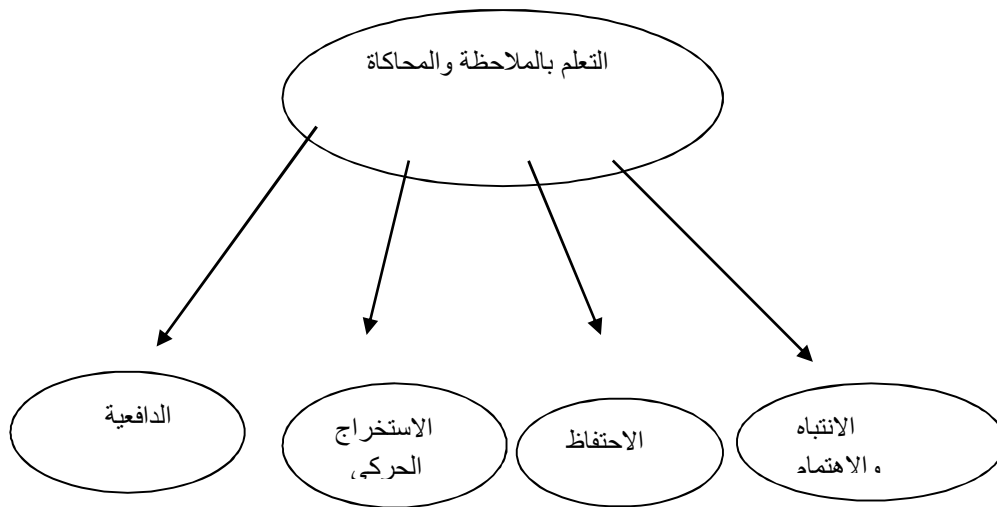 التعلم بالملاحظة والمحاكاة
الانتباه
والاهتمام
الاحتفاظ
الاستخراج
الحركي
الدافعية